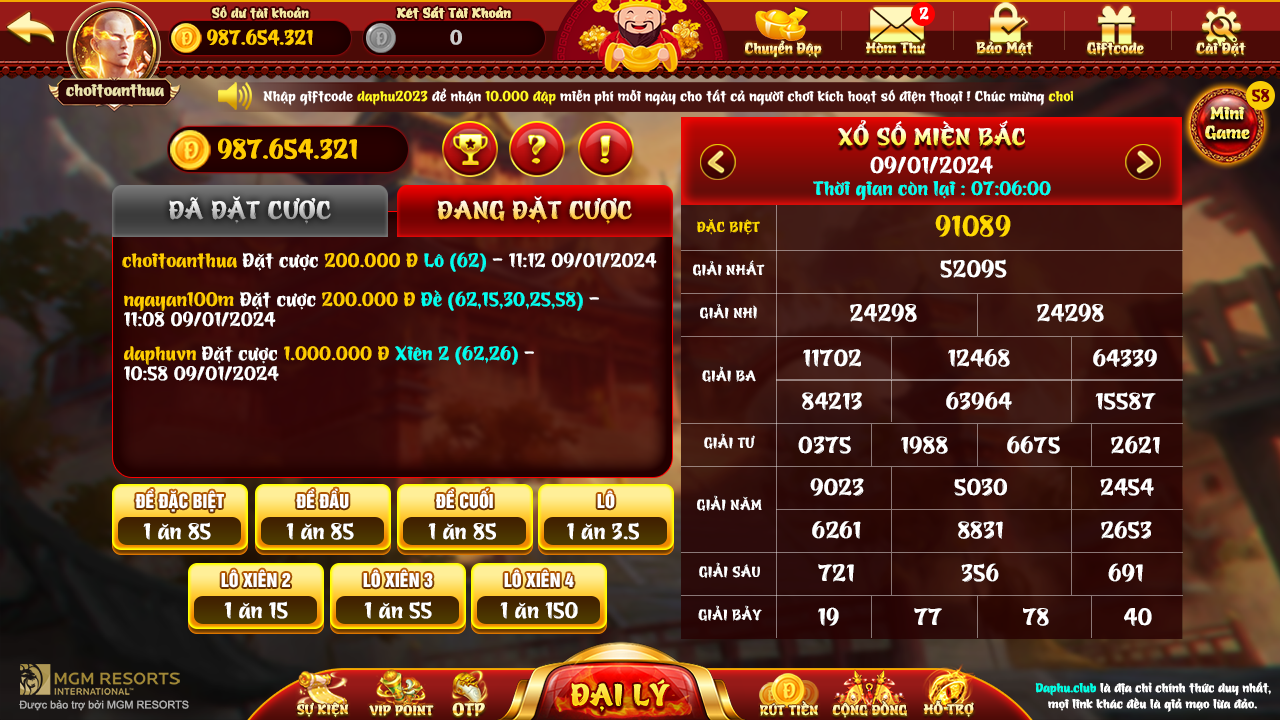 Số dư tài khoản
987.654.321
Két Sắt Tài Khoản
0
Chuyển Đập
2
Hòm Thư
Bảo Mật
Giftcode
Cài Đặt
choitoanthua
Nhập giftcode daphu2023 để nhận 10.000 đập miễn phí mỗi ngày cho tất cả người chơi kích hoạt số điện thoại ! Chúc mừng chơi
58
Mini
Game
987.654.321
?
!
ĐÃ ĐẶT CƯỢC
ĐANG ĐẶT CƯỢC
choitoanthua Đặt cược 200.000 Đ Lô (62) - 11:12 09/01/2024
ngayan100m Đặt cược 200.000 Đ Đề (62,15,30,25,58) -
11:08 09/01/2024
daphuvn Đặt cược 1.000.000 Đ Xiên 2 (62,26) -
10:58 09/01/2024
ĐỀ ĐẶC BIỆT
1 ăn 85
ĐỀ ĐẦU
1 ăn 85
ĐỀ CUỐI
1 ăn 85
LÔ
1 ăn 3.5
LÔ XIÊN 2
1 ăn 15
LÔ XIÊN 3
1 ăn 55
LÔ XIÊN 4
1 ăn 150
XỔ SỐ MIỀN BẮC
09/01/2024
Thời gian còn lại : 07:06:00
ĐẶC BIỆT 91089
GIẢI NHẤT 52095
GIẢI NHÌ 24298 24298
GIẢI BA
11702 12468 64339
84213 63964 15587
GIẢI TƯ 0375 1988 6675 2621
GIẢI NĂM
9023 5030 2454
6261 8831 2653
GIẢI SÁU 721 356 691
GIẢI BẢY 19 77 78 40
MGM RESORTS
INTERNATIONAL™
Được bảo trợ bởi MGM RESORTS
SỰ KIỆN
VIP POINT
OTP
ĐẠI LÝ
RÚT TIỀN
CỘNG ĐỒNG
HỖ TRỢ
Daphu.club là địa chỉ chính thức duy nhất,
mọi link khác đều là giả mạo lừa đảo.